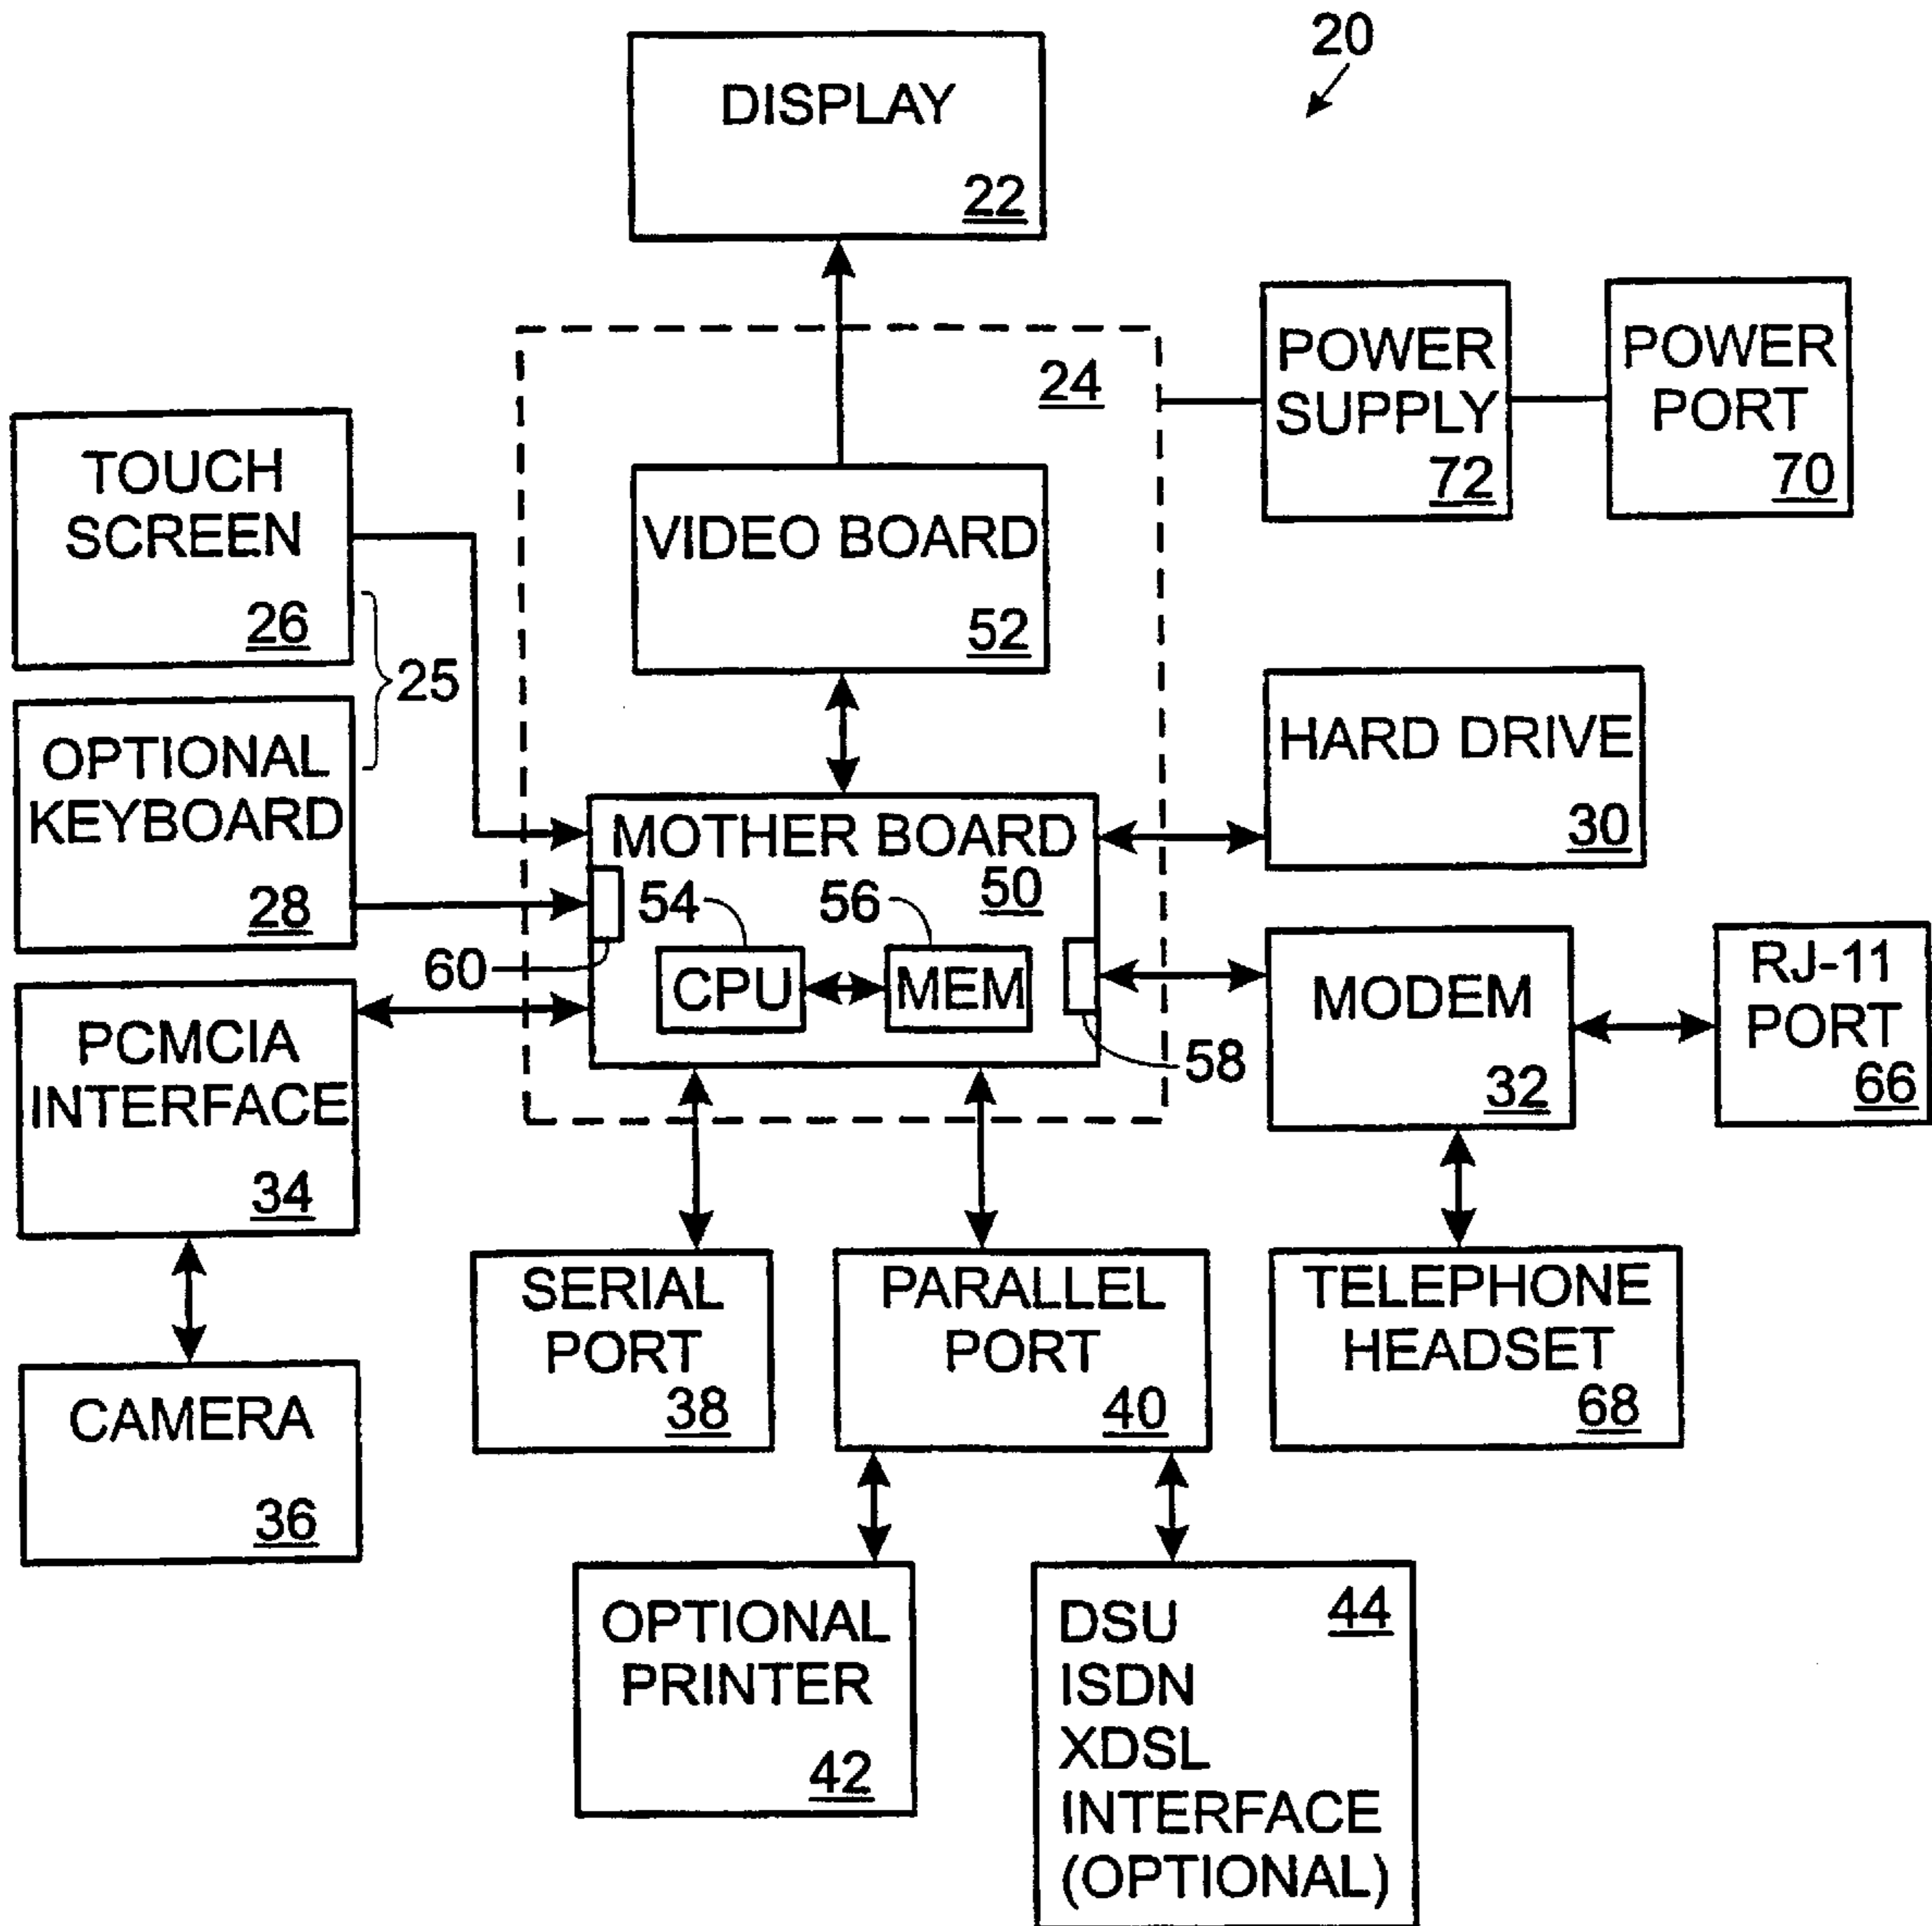 20
DISPLAY
22
24
POWER
SUPPLY
72
POWER
PORT
70
TOUCH
SCREEN
26
25
VIDEO BOARD
52
OPTIONAL
KEYBOARD
28
HARD DRIVE
30
MOTHER BOARD
50
54
56
60
CPU
MEM
58
MODEM
32
RJ-11
PORT
66
PCMCIA
INTERFACE
34
SERIAL
PORT
38
PARALLEL
PORT
40
TELEPHONE
HEADSET
68
CAMERA
36
OPTIONAL
PRINTER
42
44
DSU
ISDN
XDSL
INTERFACE
(OPTIONAL)